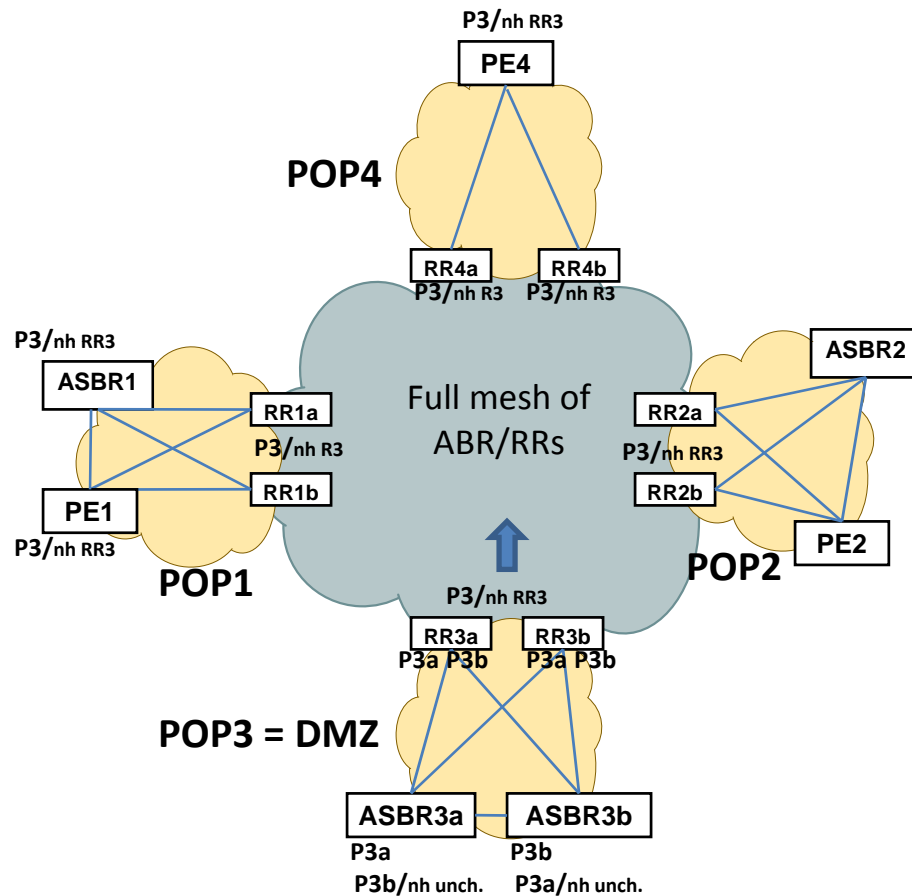 P3/nh RR3
PE4
POP4
RR4a
RR4b
P3/nh R3
P3/nh R3
P3/nh RR3
ASBR1
ASBR2
Full mesh of
ABR/RRs
RR1a
RR2a
P3/nh R3
P3/nh RR3
RR1b
RR2b
PE1
PE2
P3/nh RR3
POP1
POP2
P3/nh RR3
RR3a
RR3b
P3a P3b
P3a P3b
POP3 = DMZ
ASBR3a
ASBR3b
P3a
P3b
P3b/nh unch.
P3a/nh unch.